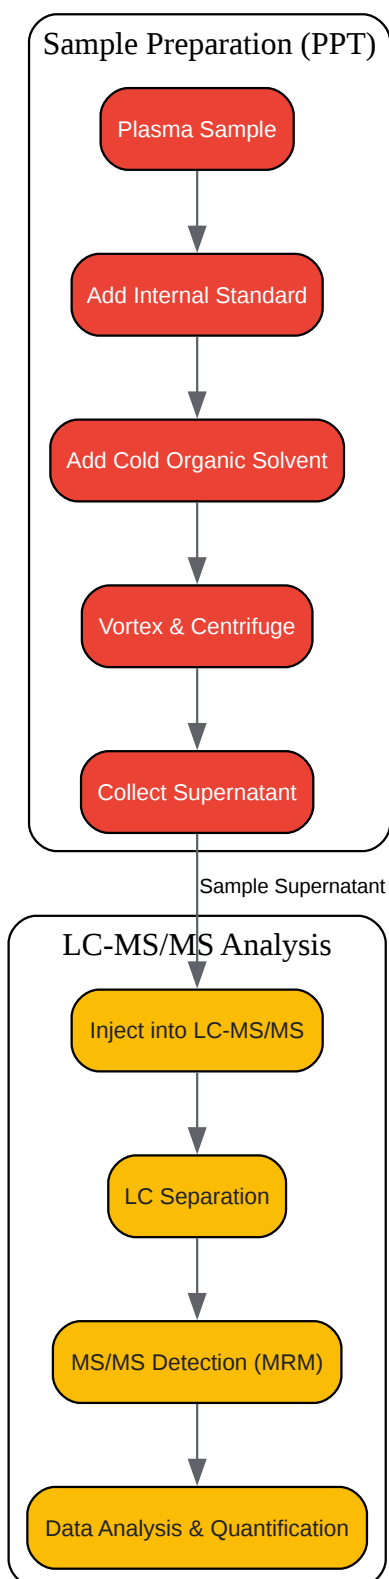 Sample Preparation (PPT)
Plasma Sample
Add Internal Standard
Add Cold Organic Solvent
Vortex & Centrifuge
Collect Supernatant
Sample Supernatant
LC-MS/MS Analysis
Inject into LC-MS/MS
LC Separation
MS/MS Detection (MRM)
Data Analysis & Quantification